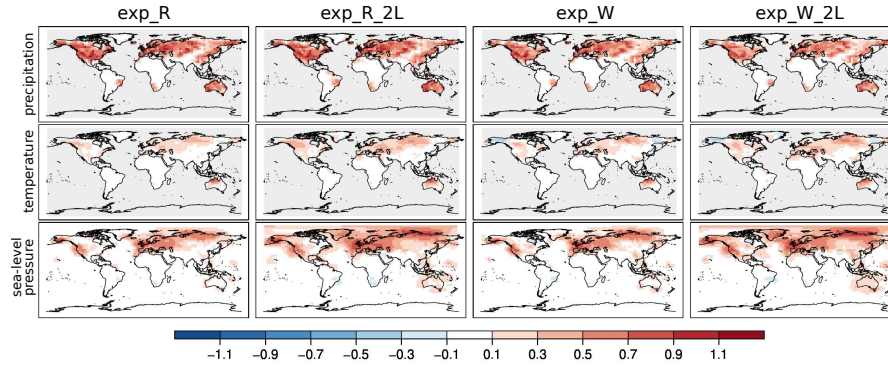 exp_R exp_R_2L exp_W exp_W_2L
precipitation
temperature
sea-level
pressure
−1.1 −0.9 −0.7 −0.5 −0.3 −0.1 0.1 0.3 0.5 0.7 0.9 1.1